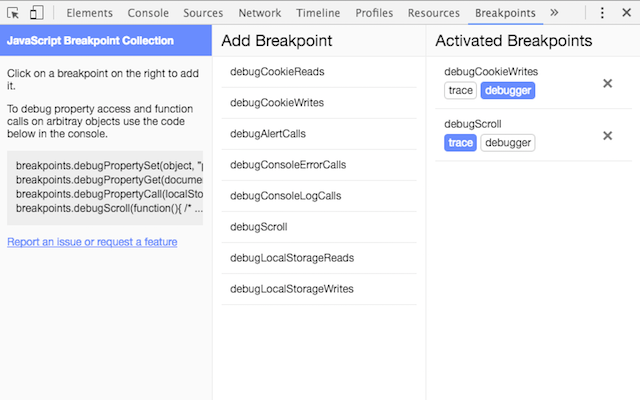 Elements Console Sources Network Timeline Profiles Resources Breakpoints »
JavaScript Breakpoint Collection
Click on a breakpoint on the right to add
it.
To debug property access and function
calls on arbitray objects use the code
below in the console.
breakpoints.debugPropertySet(object, "p
breakpoints.debugPropertyGet(docume
breakpoints.debugPropertyCall(localSto
breakpoints.debugScroll(function(){ /* ...
Report an issue or request a feature
Add Breakpoint
debugCookieReads
debugCookieWrites
debugAlertCalls
debugConsoleErrorCalls
debugConsoleLogCalls
debugScroll
debugLocalStorageReads
debugLocalStorageWrites
Activated Breakpoints
debugCookieWrites
trace debugger
debugScroll
trace debugger